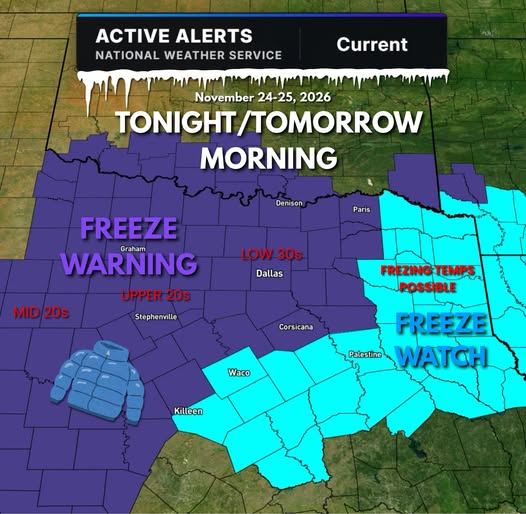 ACTIVE ALERTS
NATIONAL WEATHER SERVICE
Current
November 24-25, 2026
TONIGHT/TOMORROW
MORNING
Denison
Paris
FREEZE
Graham
WARNING
LOW 30s
Dallas
FREZING TEMPS
POSSIBLE
UPPER 20s
MID 20s
Stephenville
Corsicana
FREEZE
WATCH
Palestine
Waco
Killeen